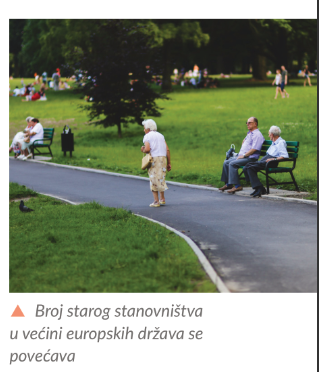 Broj starog stanovništva
u većini europskih država se
povećava